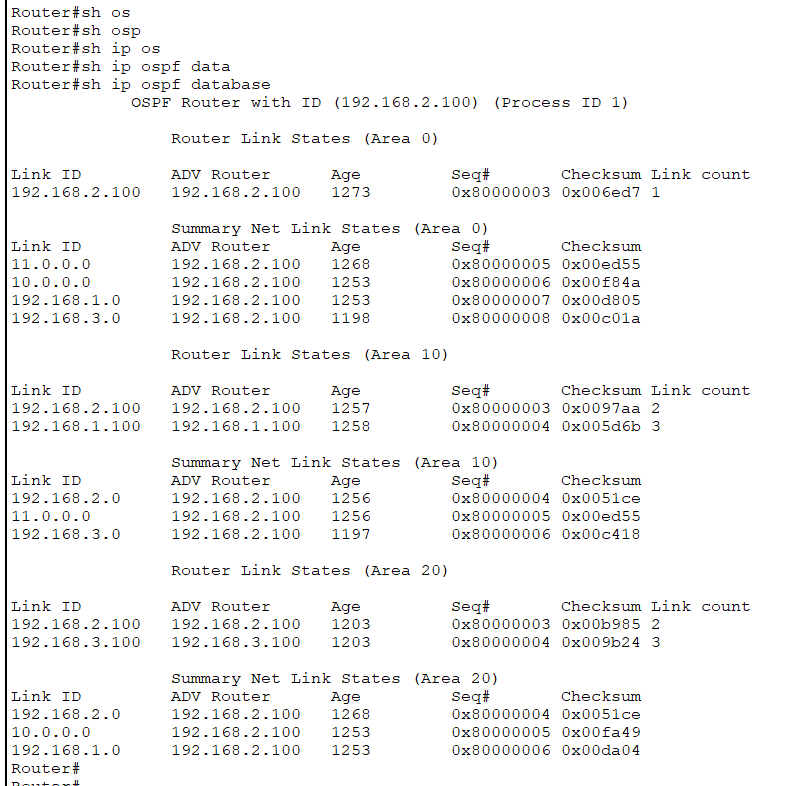 Router#sh os
Router#sh osp
Router#sh ip os
Router#sh ip ospf data
Router#sh ip ospf database
OSPF Router with ID (192.168.2.100) (Process ID 1)
Router Link States (Area 0)
Link ID ADV Router Age Seq# Checksum Link count
192.168.2.100 192.168.2.100 1273 0x80000003 0x006ed7 1
Summary Net Link States (Area 0)
Link ID ADV Router Age Seq# Checksum
11.0.0.0 192.168.2.100 1268 0x80000005 0x00ed55
10.0.0.0 192.168.2.100 1253 0x80000006 0x00f84a
192.168.1.0 192.168.2.100 1253 0x80000007 0x00d805
192.168.3.0 192.168.2.100 1198 0x80000008 0x00c01a
Router Link States (Area 10)
Link ID ADV Router Age Seq# Checksum Link count
192.168.2.100 192.168.2.100 1257 0x80000003 0x0097aa 2
192.168.1.100 192.168.1.100 1258 0x80000004 0x005d6b 3
Summary Net Link States (Area 10)
Link ID ADV Router Age Seq# Checksum
192.168.2.0 192.168.2.100 1256 0x80000004 0x0051ce
11.0.0.0 192.168.2.100 1256 0x80000005 0x00ed55
192.168.3.0 192.168.2.100 1197 0x80000006 0x00c418
Router Link States (Area 20)
Link ID ADV Router Age Seq# Checksum Link count
192.168.2.100 192.168.2.100 1203 0x80000003 0x00b985 2
192.168.3.100 192.168.3.100 1203 0x80000004 0x009b24 3
Summary Net Link States (Area 20)
Link ID ADV Router Age Seq# Checksum
192.168.2.0 192.168.2.100 1268 0x80000004 0x0051ce
10.0.0.0 192.168.2.100 1253 0x80000005 0x00fa49
192.168.1.0 192.168.2.100 1253 0x80000006 0x00da04
Router#
Router#